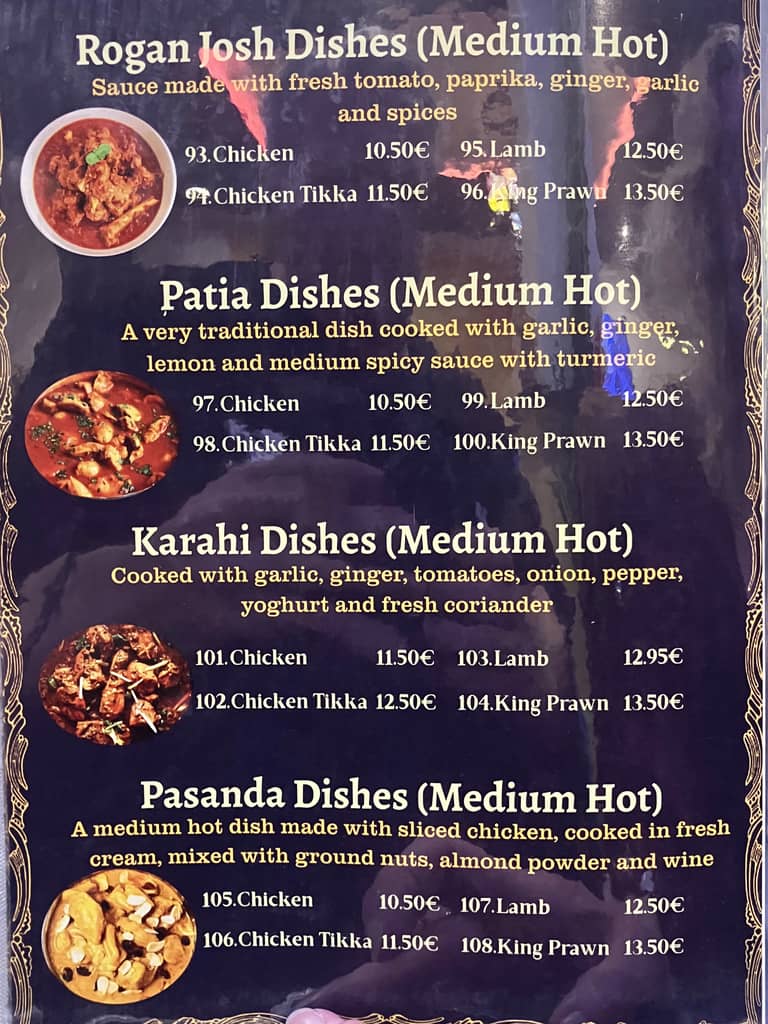 Rogan Josh Dishes (Medium Hot)
Sauce made with fresh tomato, paprika, ginger, garlic
and spices
93.Chicken 10.50€ 95.Lamb 12.50€
94.Chicken Tikka 11.50€ 96.King Prawn 13.50€
Patia Dishes (Medium Hot)
A very traditional dish cooked with garlic, ginger,
lemon and medium spicy sauce with turmeric
97.Chicken 10.50€ 99.Lamb 12.50€
98.Chicken Tikka 11.50€ 100.King Prawn 13.50€
Karahi Dishes (Medium Hot)
Cooked with garlic, ginger, tomatoes, onion, pepper,
yoghurt and fresh coriander
101.Chicken 11.50€ 103.Lamb 12.95€
102.Chicken Tikka 12.50€ 104.King Prawn 13.50€
Pasanda Dishes (Medium Hot)
A medium hot dish made with sliced chicken, cooked in fresh
cream, mixed with ground nuts, almond powder and wine
105.Chicken 10.50€ 107.Lamb 12.50€
106.Chicken Tikka 11.50€ 108.King Prawn 13.50€